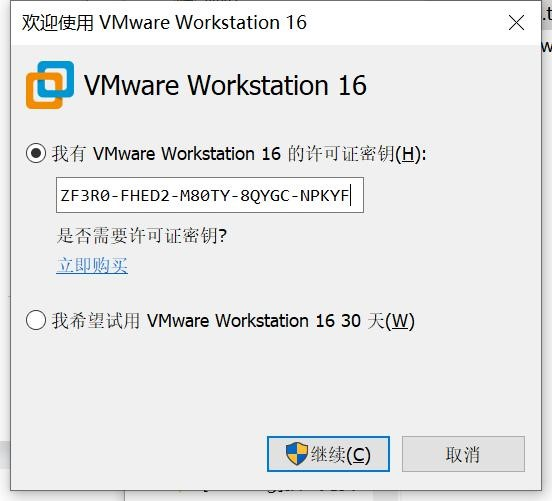 欢迎使用 VMware Workstation 16
VMware Workstation 16
我有 VMware Workstation 16 的许可证密钥(H):
ZF3R0-FHED2-M80TY-8QYGC-NPKYF
是否需要许可证密钥?
立即购买
我希望试用 VMware Workstation 16 30 天(W)
继续(C)
取消